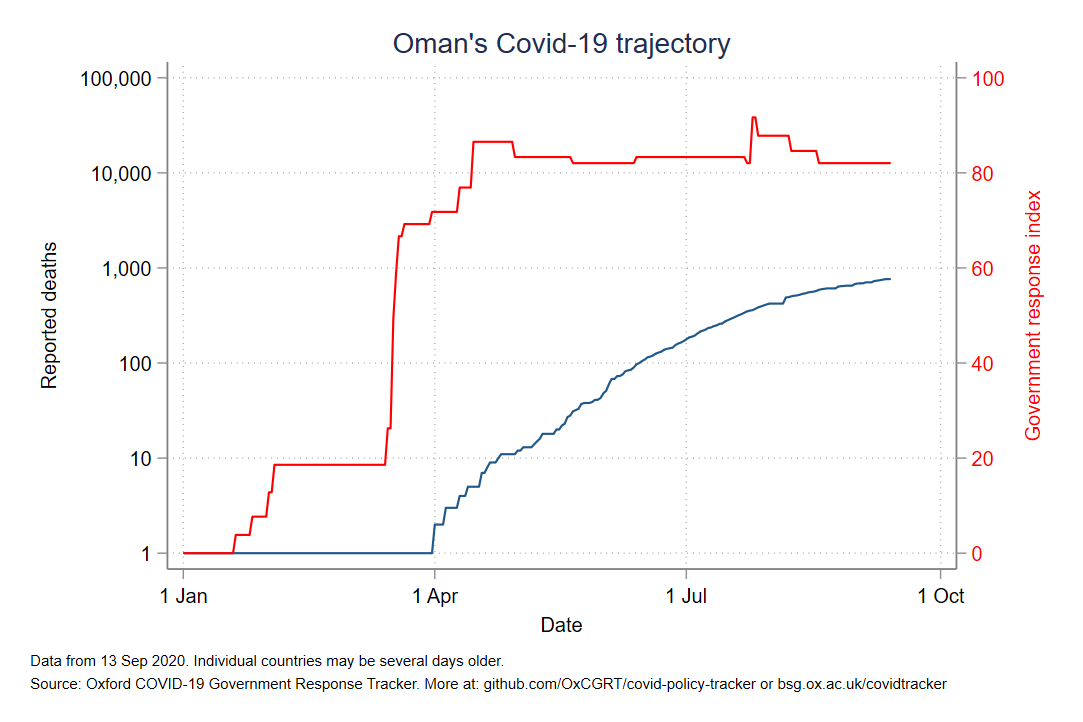 Oman's Covid-19 trajectory
100,000
10,000
1,000
100
10
1
Reported deaths
100
80
60
40
20
0
Government response index
1 Jan
1 Apr
1 Jul
1 Oct
Date
Data from 13 Sep 2020. Individual countries may be several days older.
Source: Oxford COVID-19 Government Response Tracker. More at: github.com/OxCGRT/covid-policy-tracker or bsg.ox.ac.uk/covidtracker